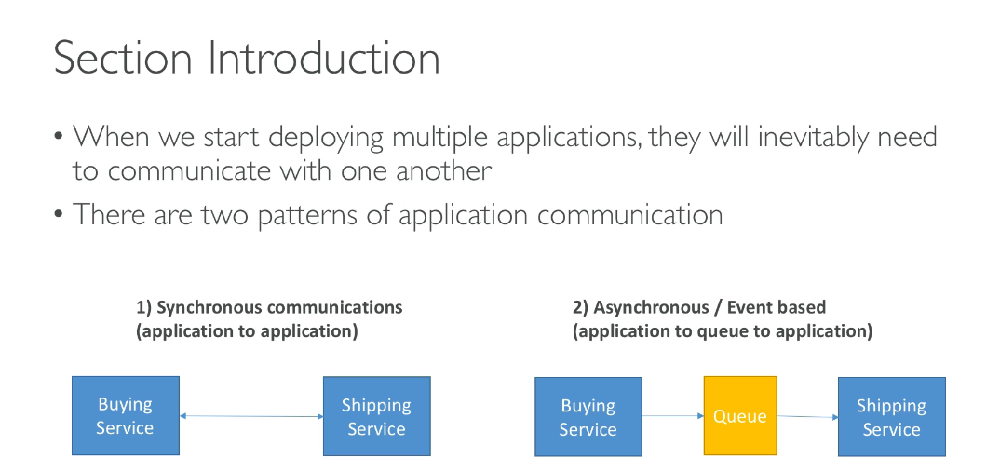 Section Introduction
• When we start deploying multiple applications, they will inevitably need
to communicate with one another
• There are two patterns of application communication
1) Synchronous communications
(application to application)
2) Asynchronous / Event based
(application to queue to application)
Buying
Service
Shipping
Service
Buying
Service
Queue
Shipping
Service